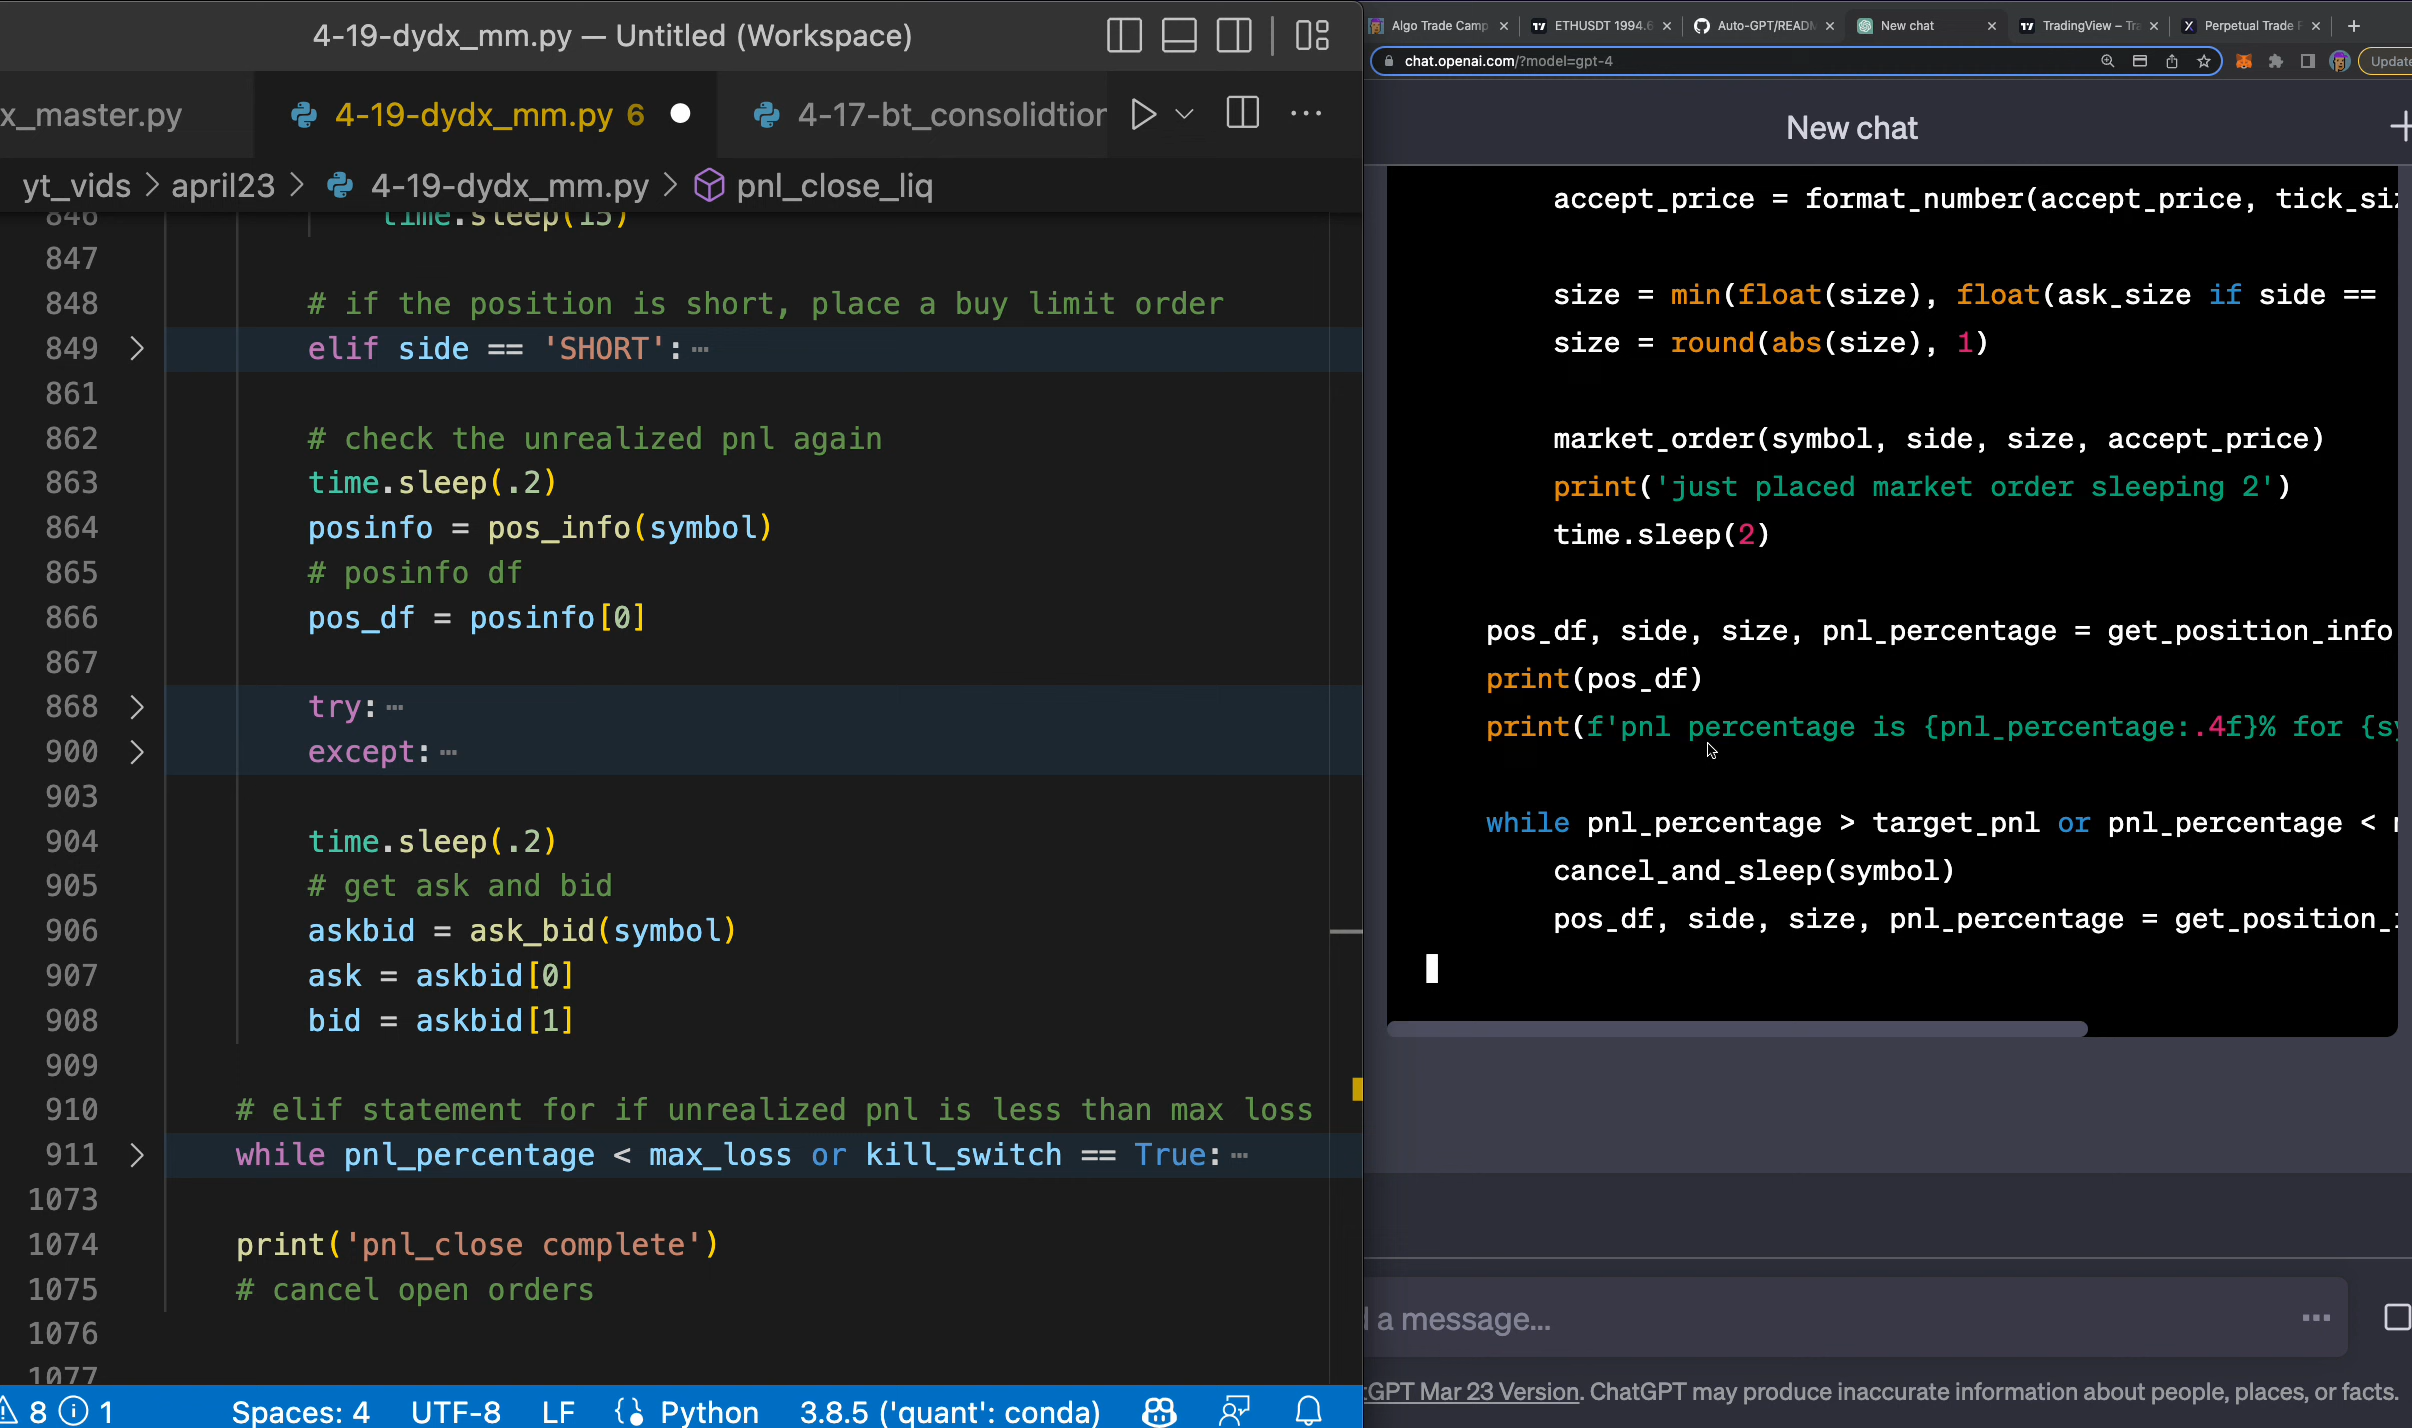 4-19-dydx_mm.py — Untitled (Workspace)
x_master.py
4-19-dydx_mm.py 6
4-17-bt_consolidtion
yt_vids > april23 > 4-19-dydx_mm.py > pnl_close_liq
846 time.sleep(15)
847
848 # if the position is short, place a buy limit order
849 elif side == 'SHORT':
861
862 # check the unrealized pnl again
863 time.sleep(.2)
864 posinfo = pos_info(symbol)
865 # posinfo df
866 pos_df = posinfo[0]
867
868 try:
900 except:
903
904 time.sleep(.2)
905 # get ask and bid
906 askbid = ask_bid(symbol)
907 ask = askbid[0]
908 bid = askbid[1]
909
910 # elif statement for if unrealized pnl is less than max loss
911 while pnl_percentage < max_loss or kill_switch == True:
1073
1074 print('pnl_close complete')
1075 # cancel open orders
1076
1077
8 1 Spaces: 4 UTF-8 LF Python 3.8.5 ('quant': conda)
Algo Trade Camp
ETHUSDT 1994.6
Auto-GPT/README
New chat
TradingView – Tra
Perpetual Trade
chat.openai.com/?model=gpt-4
Update
New chat
accept_price = format_number(accept_price, tick_siz
size = min(float(size), float(ask_size if side ==
size = round(abs(size), 1)
market_order(symbol, side, size, accept_price)
print('just placed market order sleeping 2')
time.sleep(2)
pos_df, side, size, pnl_percentage = get_position_info
print(pos_df)
print(f'pnl percentage is {pnl_percentage:.4f}% for {sy
while pnl_percentage > target_pnl or pnl_percentage <
cancel_and_sleep(symbol)
pos_df, side, size, pnl_percentage = get_position_
a message...
GPT Mar 23 Version. ChatGPT may produce inaccurate information about people, places, or facts.